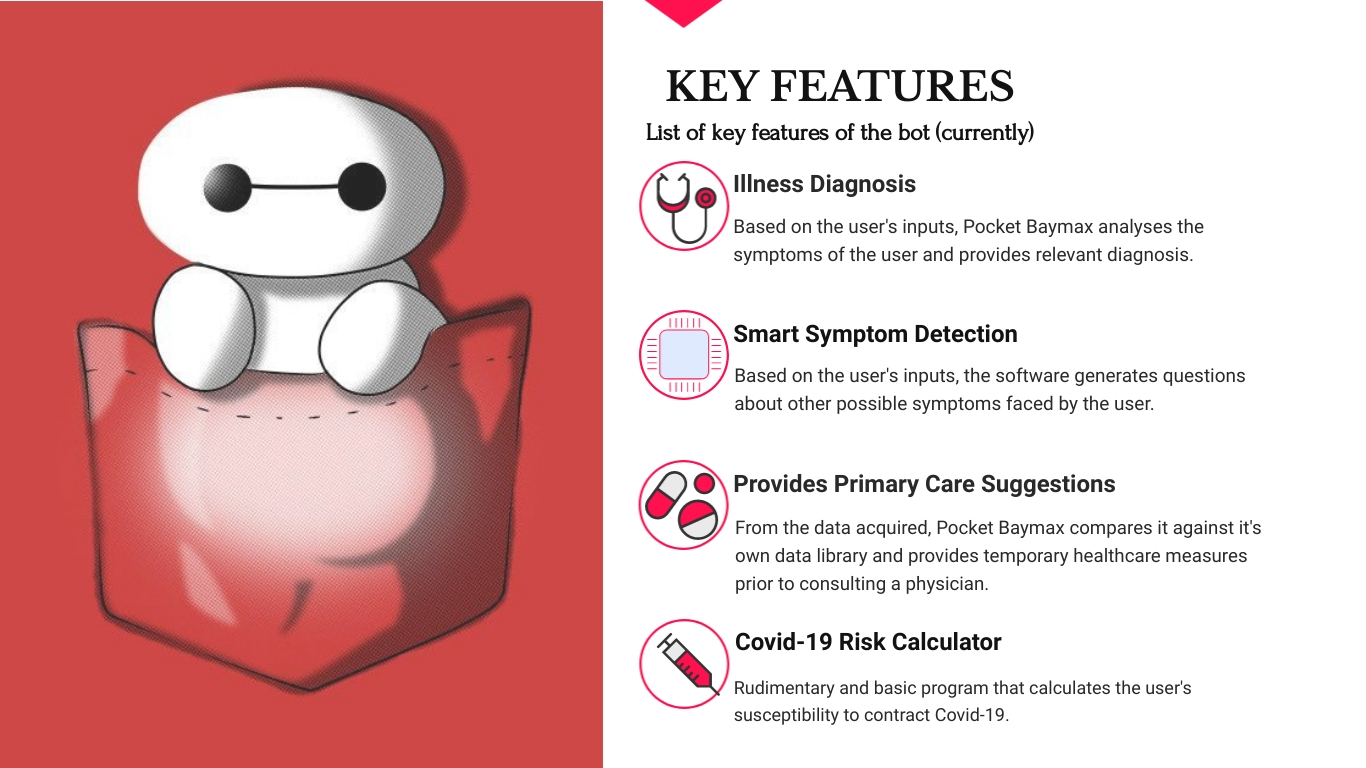 KEY FEATURES
List of key features of the bot (currently)
Illness Diagnosis
Based on the user's inputs, Pocket Baymax analyses the
symptoms of the user and provides relevant diagnosis.
Smart Symptom Detection
Based on the user's inputs, the software generates questions
about other possible symptoms faced by the user.
Provides Primary Care Suggestions
From the data acquired, Pocket Baymax compares it against it's
own data library and provides temporary healthcare measures
prior to consulting a physician.
Covid-19 Risk Calculator
Rudimentary and basic program that calculates the user's
susceptibility to contract Covid-19.